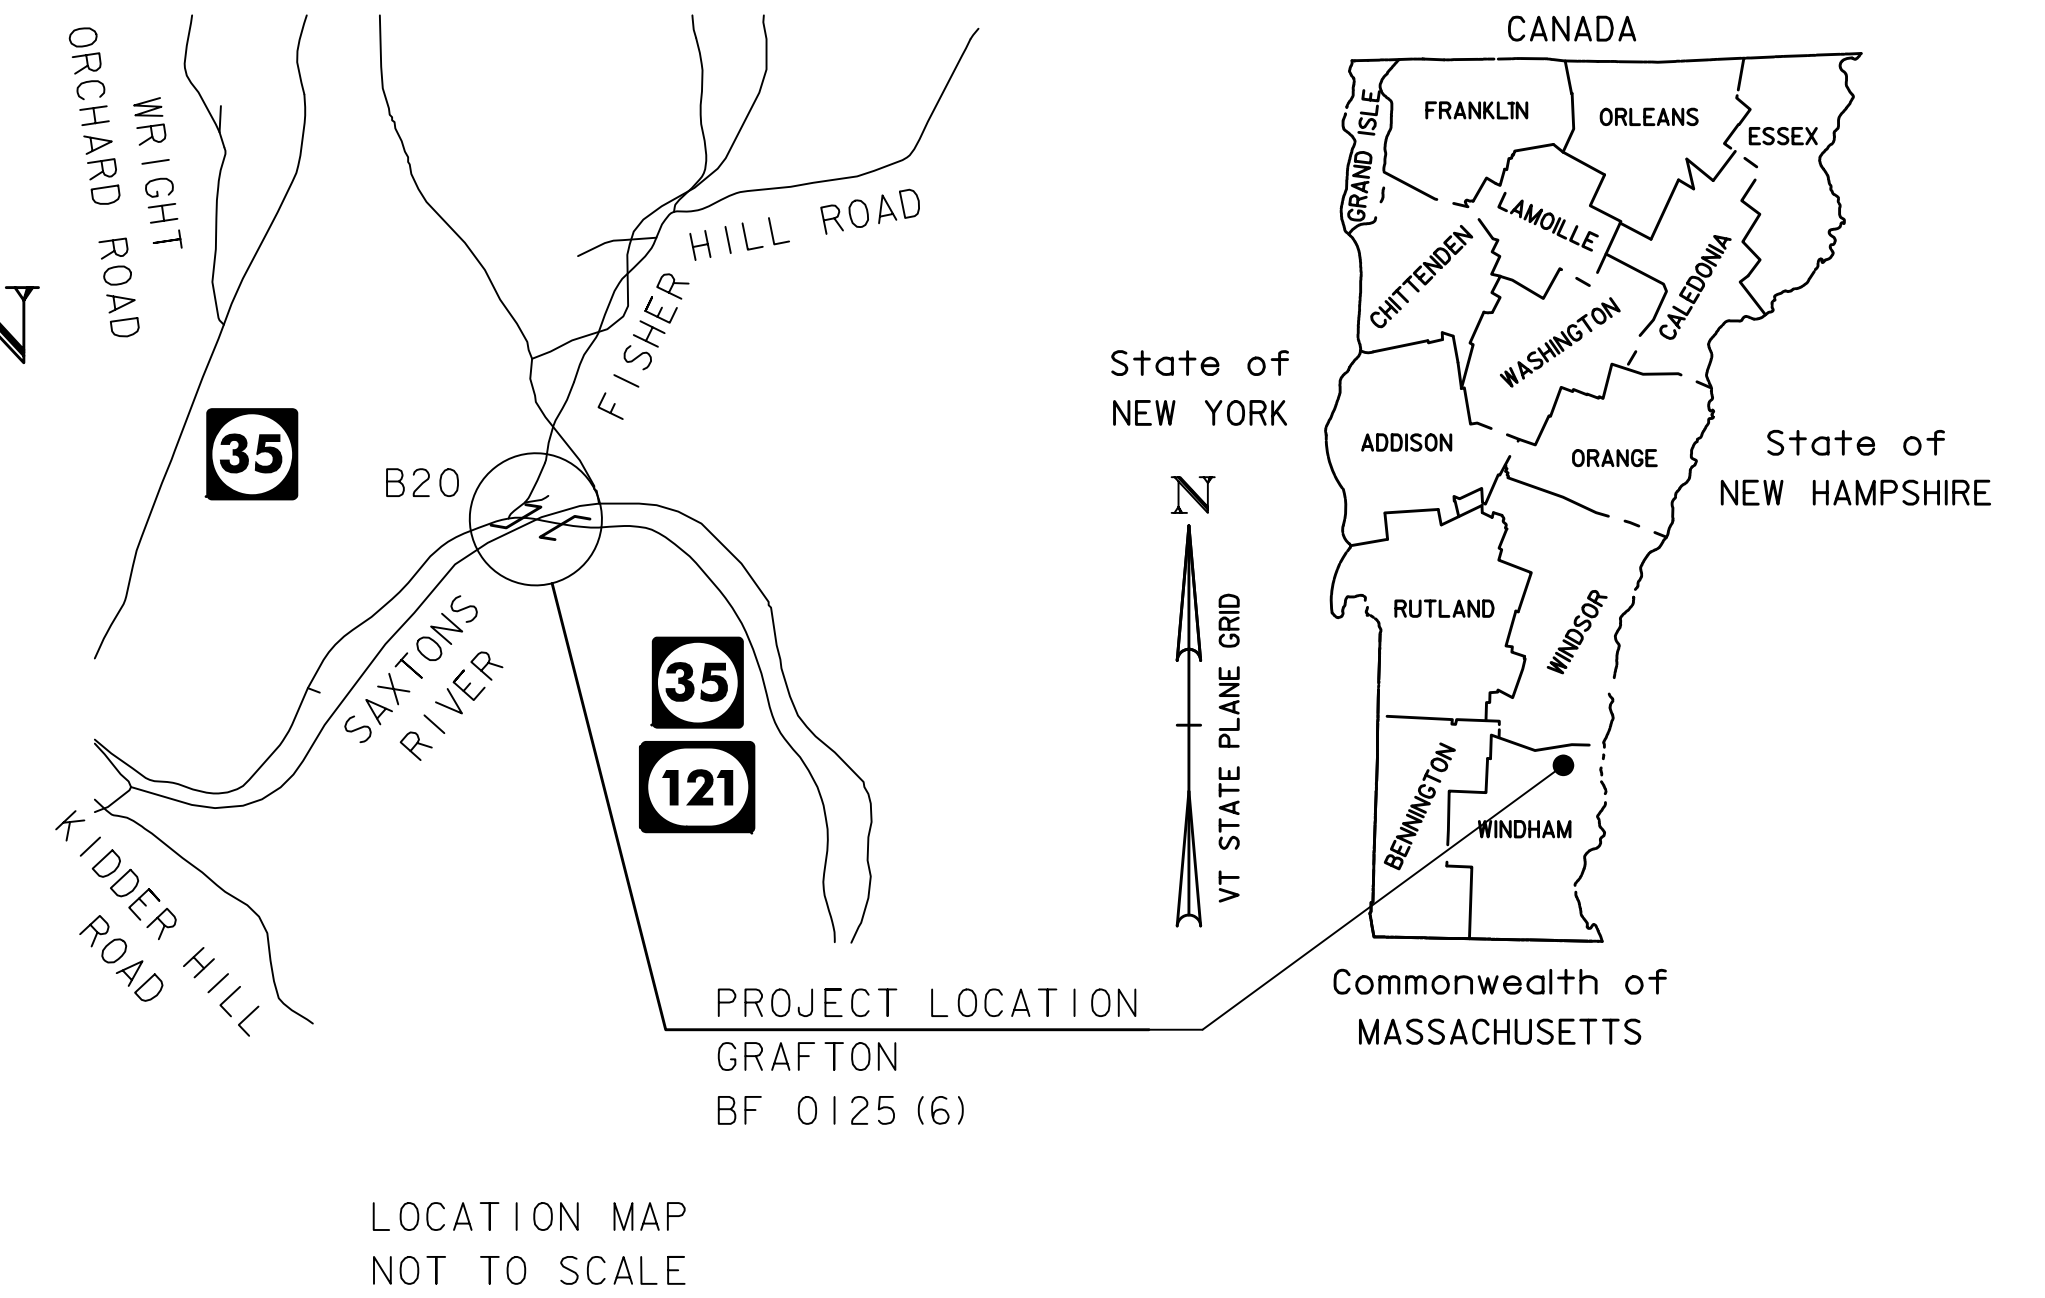 WRIGHT
ORCHARD ROAD
FISHER HILL ROAD
35
B20
SAXTONS
RIVER
35
121
KIDDER HILL
ROAD
PROJECT LOCATION
GRAFTON
BF 0125 (6)
LOCATION MAP
NOT TO SCALE
CANADA
GRAND ISLE
FRANKLIN
ORLEANS
ESSEX
LAMOILLE
CHITTENDEN
CALEDONIA
WASHINGTON
State of
NEW YORK
ADDISON
ORANGE
State of
NEW HAMPSHIRE
N
VT STATE PLANE GRID
RUTLAND
WINDSOR
BENNINGTON
WINDHAM
Commonwealth of
MASSACHUSETTS